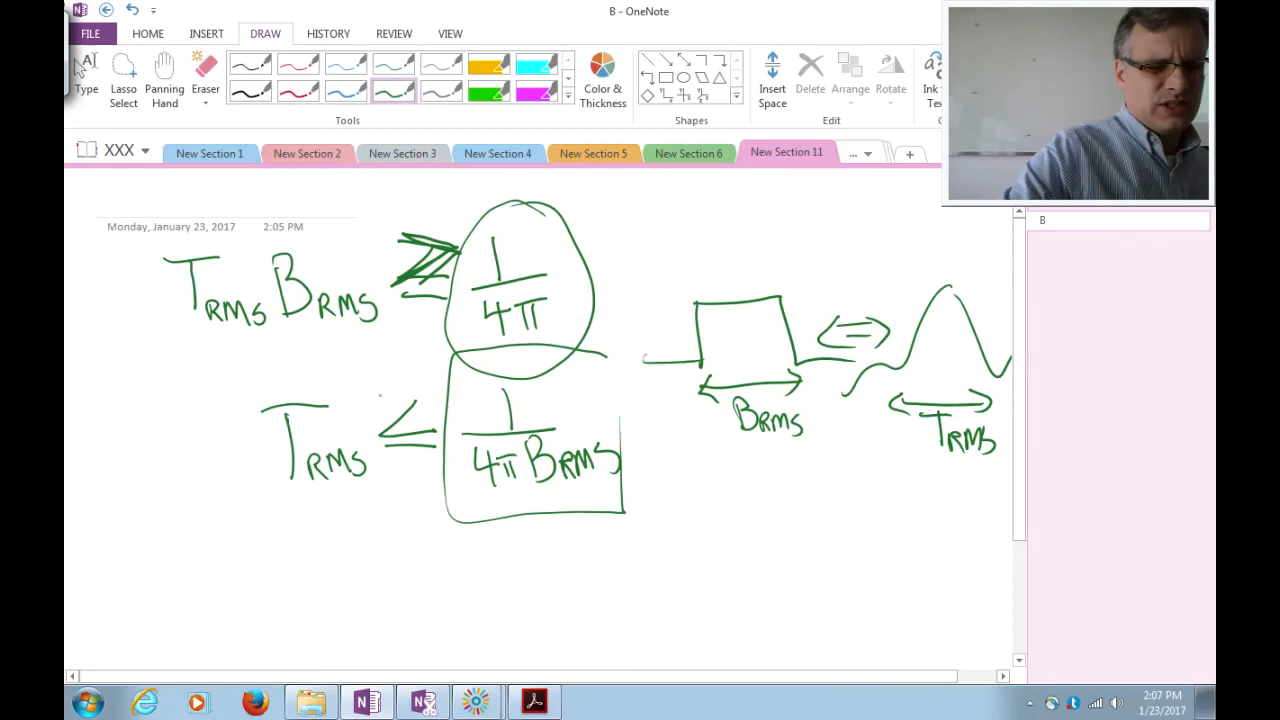 B - OneNote
FILE HOME INSERT DRAW HISTORY REVIEW VIEW
Type
Lasso Select
Panning Hand
Eraser
Color & Thickness
Insert Space
Delete
Arrange
Rotate
Ink to
Tools
Shapes
Edit
XXX
New Section 1
New Section 2
New Section 3
New Section 4
New Section 5
New Section 6
New Section 11
...
B
Monday, January 23, 2017 2:05 PM
TRMS BRMS ≥ 1/4π
TRMS ≤ 1/4πBRMS
BRMS
TRMS
2:07 PM
1/23/2017